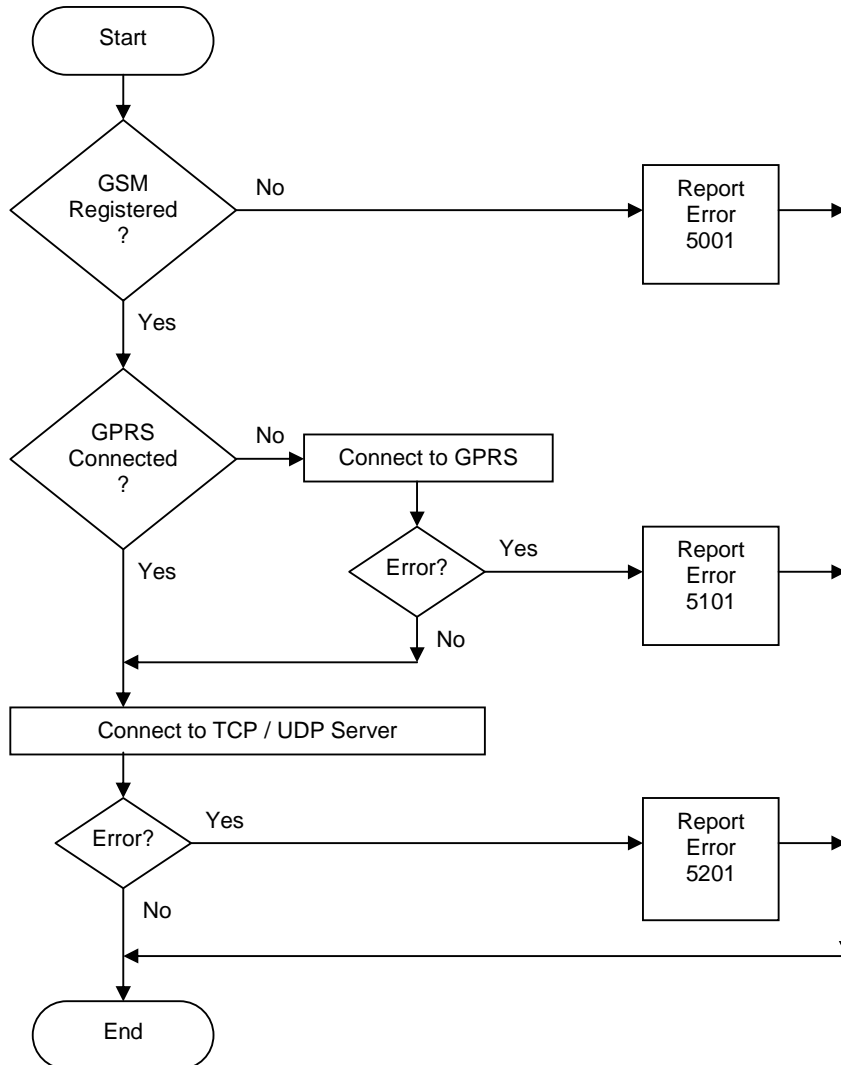 Start
GSM
Registered
?
No
Report
Error
5001
Yes
GPRS
Connected
?
No
Connect to GPRS
Yes
Error?
Yes
Report
Error
5101
No
Connect to TCP / UDP Server
Error?
Yes
Report
Error
5201
No
End